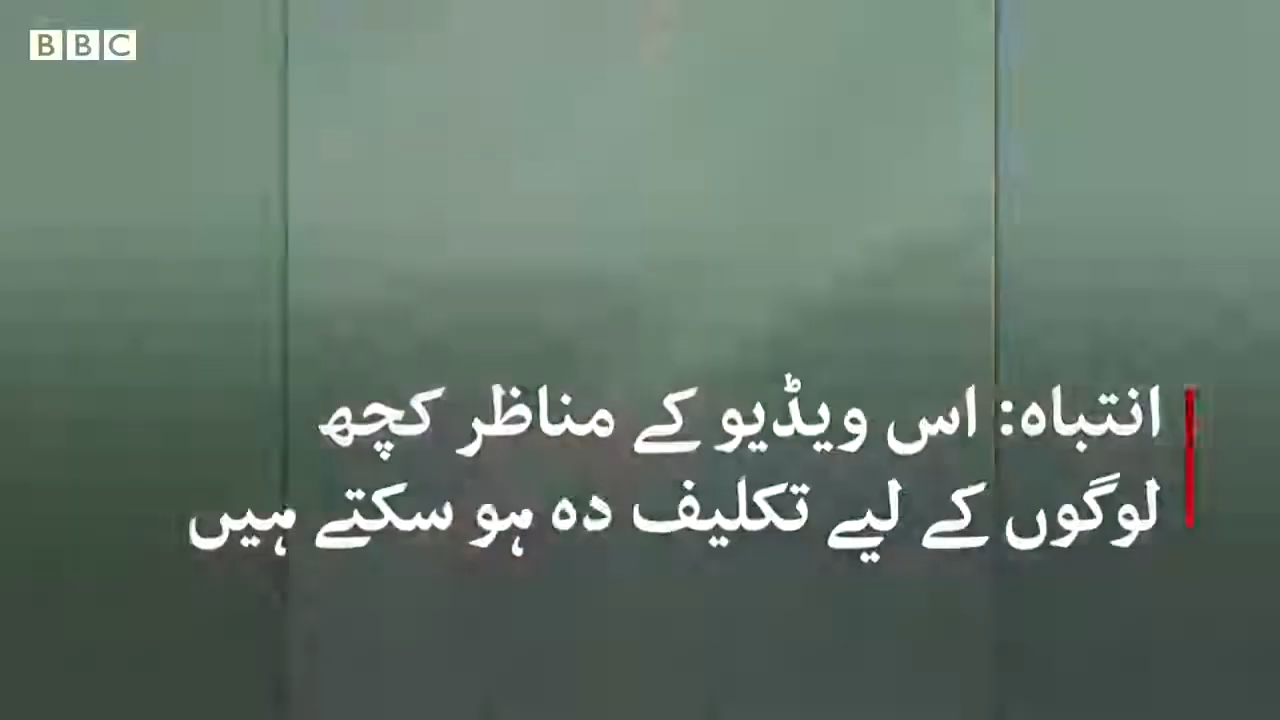 BBC
انتباہ: اس ویڈیو کے مناظر کچھ
لوگوں کے لیے تکلیف دہ ہو سکتے ہیں